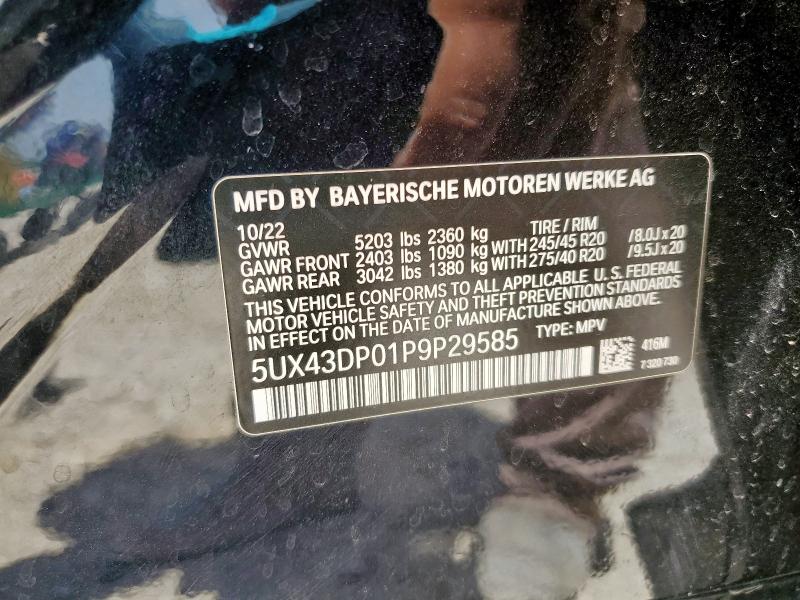 MFD BY BAYERISCHE MOTOREN WERKE AG
10/22 TIRE / RIM
GVWR 5203 lbs 2360 kg
GAWR FRONT 2403 lbs 1090 kg WITH 245/45 R20 /8.0J x 20
GAWR REAR 3042 lbs 1380 kg WITH 275/40 R20 /9.5J x 20
THIS VEHICLE CONFORMS TO ALL APPLICABLE U.S. FEDERAL
MOTOR VEHICLE SAFETY AND THEFT PREVENTION STANDARDS
IN EFFECT ON THE DATE OF MANUFACTURE SHOWN ABOVE.
5UX43DP01P9P29585 TYPE: MPV
416M
7 320 730